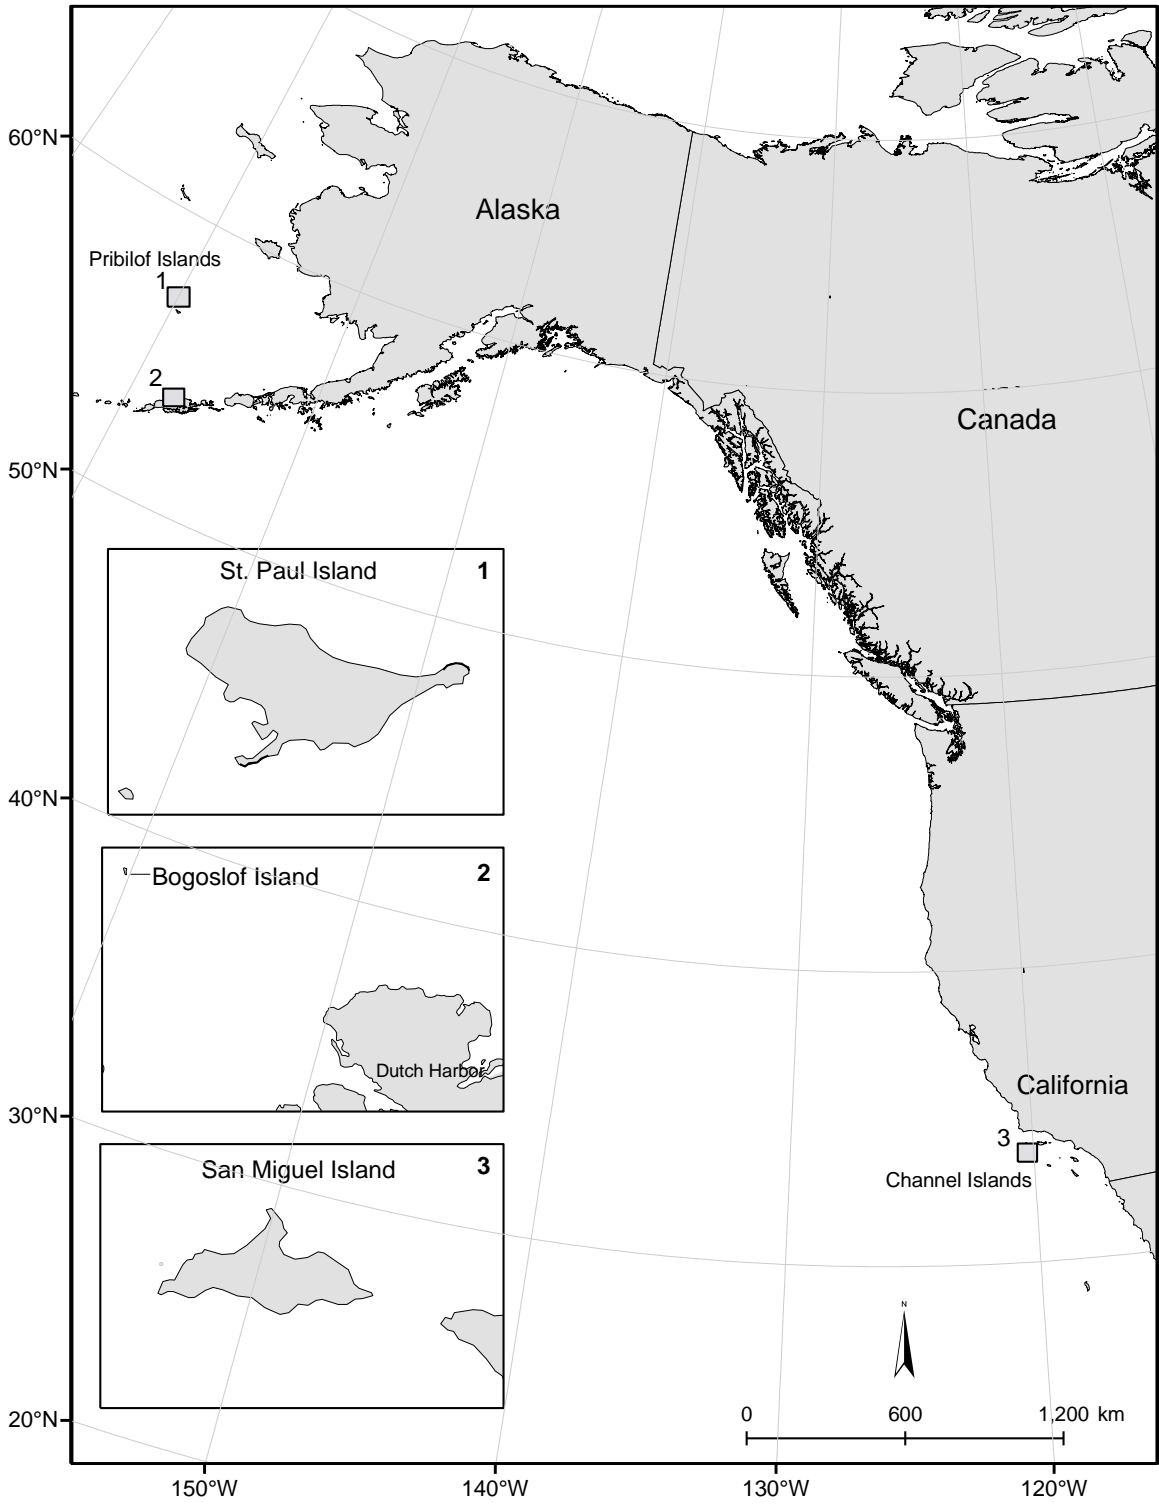 60°N
Alaska
Pribilof Islands
1
2
Canada
50°N
St. Paul Island
1
40°N
Bogoslof Island
2
Dutch Harbor
California
30°N
3
San Miguel Island
3
Channel Islands
N
0
600
1,200 km
20°N
150°W
140°W
130°W
120°W